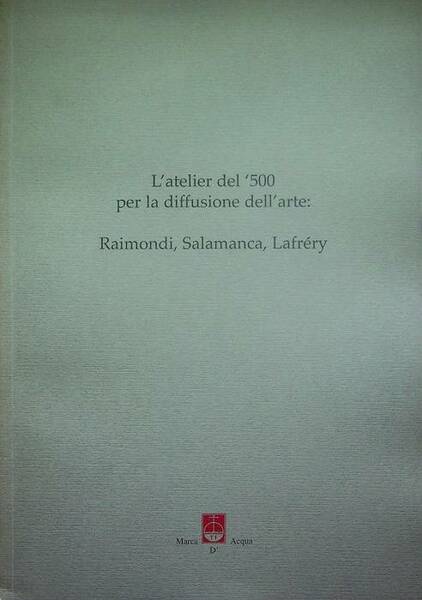 L'atelier del '500
per la diffusione dell'arte:
Raimondi, Salamanca, Lafréry
Marca Acqua
D'